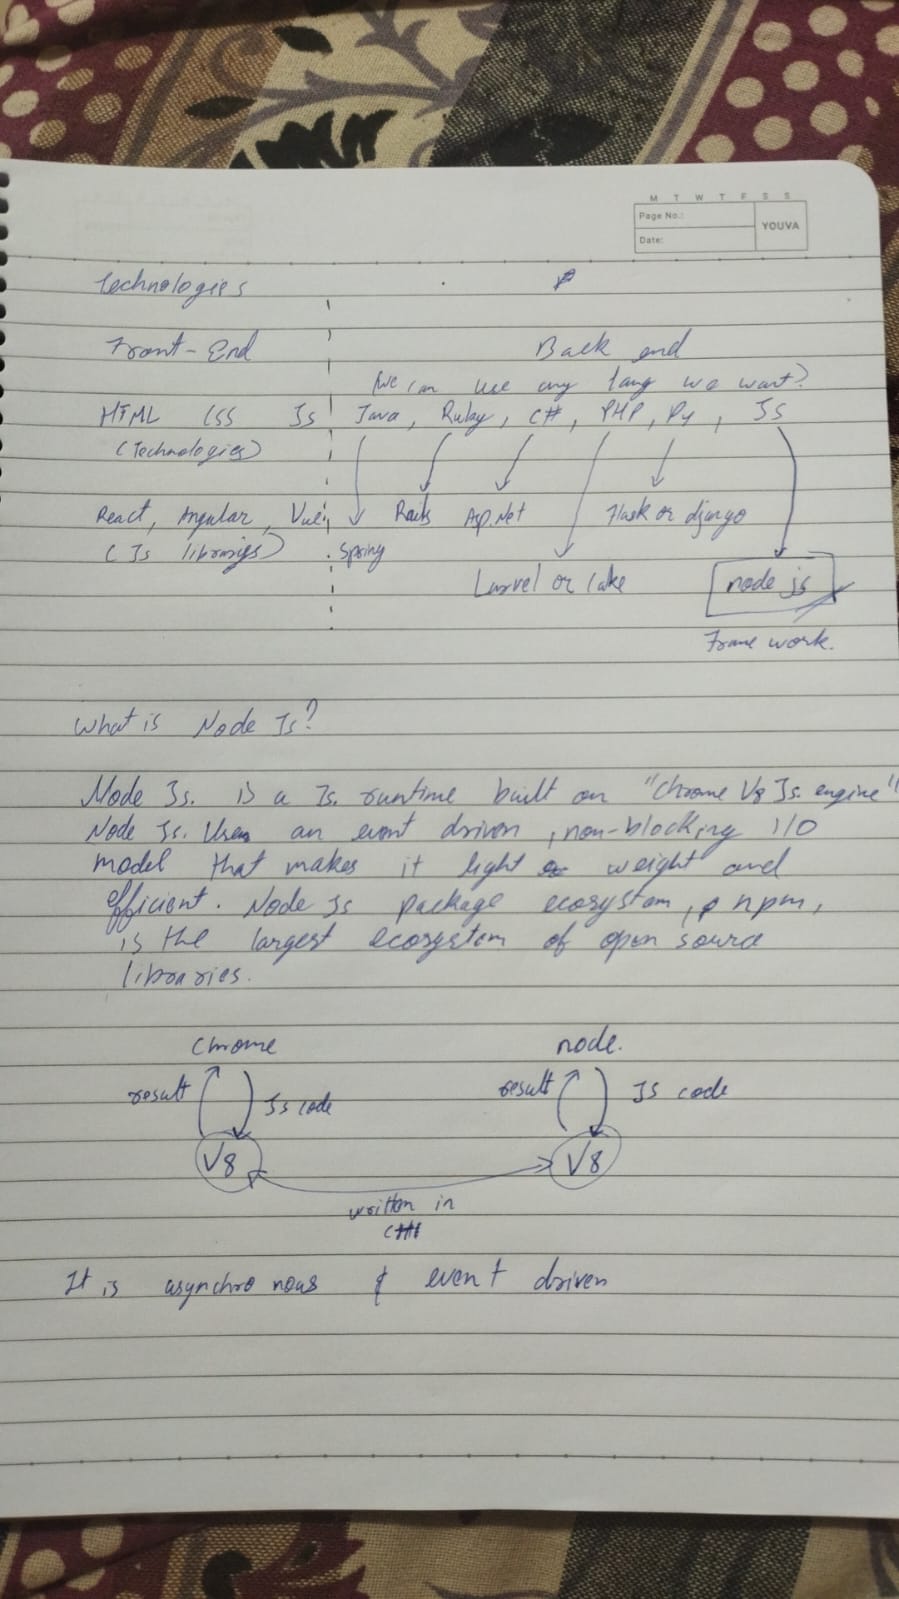 M T W T F S S
Page No.:
YOUVA
Date:
Technologies
Front-End
Back end
(we can use any lang we want?
HTML CSS Js Java, Ruby, C#, PHP, Py, JS
(Technologies)
React, Angular, Vue, Rails Asp.Net Flask or django
(Js libraries) Spring
Larvel or Cake node js
Frame work.
What is Node Js?
Node Js. is a Js. runtime built on "Chrome V8 Js. engine"
Node Js. Uses an event driven, non-blocking I/O
model that makes it light weight and
efficient. Node Js package ecosystem, npm,
is the largest ecosystem of open source
libraries.
Chrome node.
result Js code result JS code
V8 V8
written in
It is asynchronous & event driven